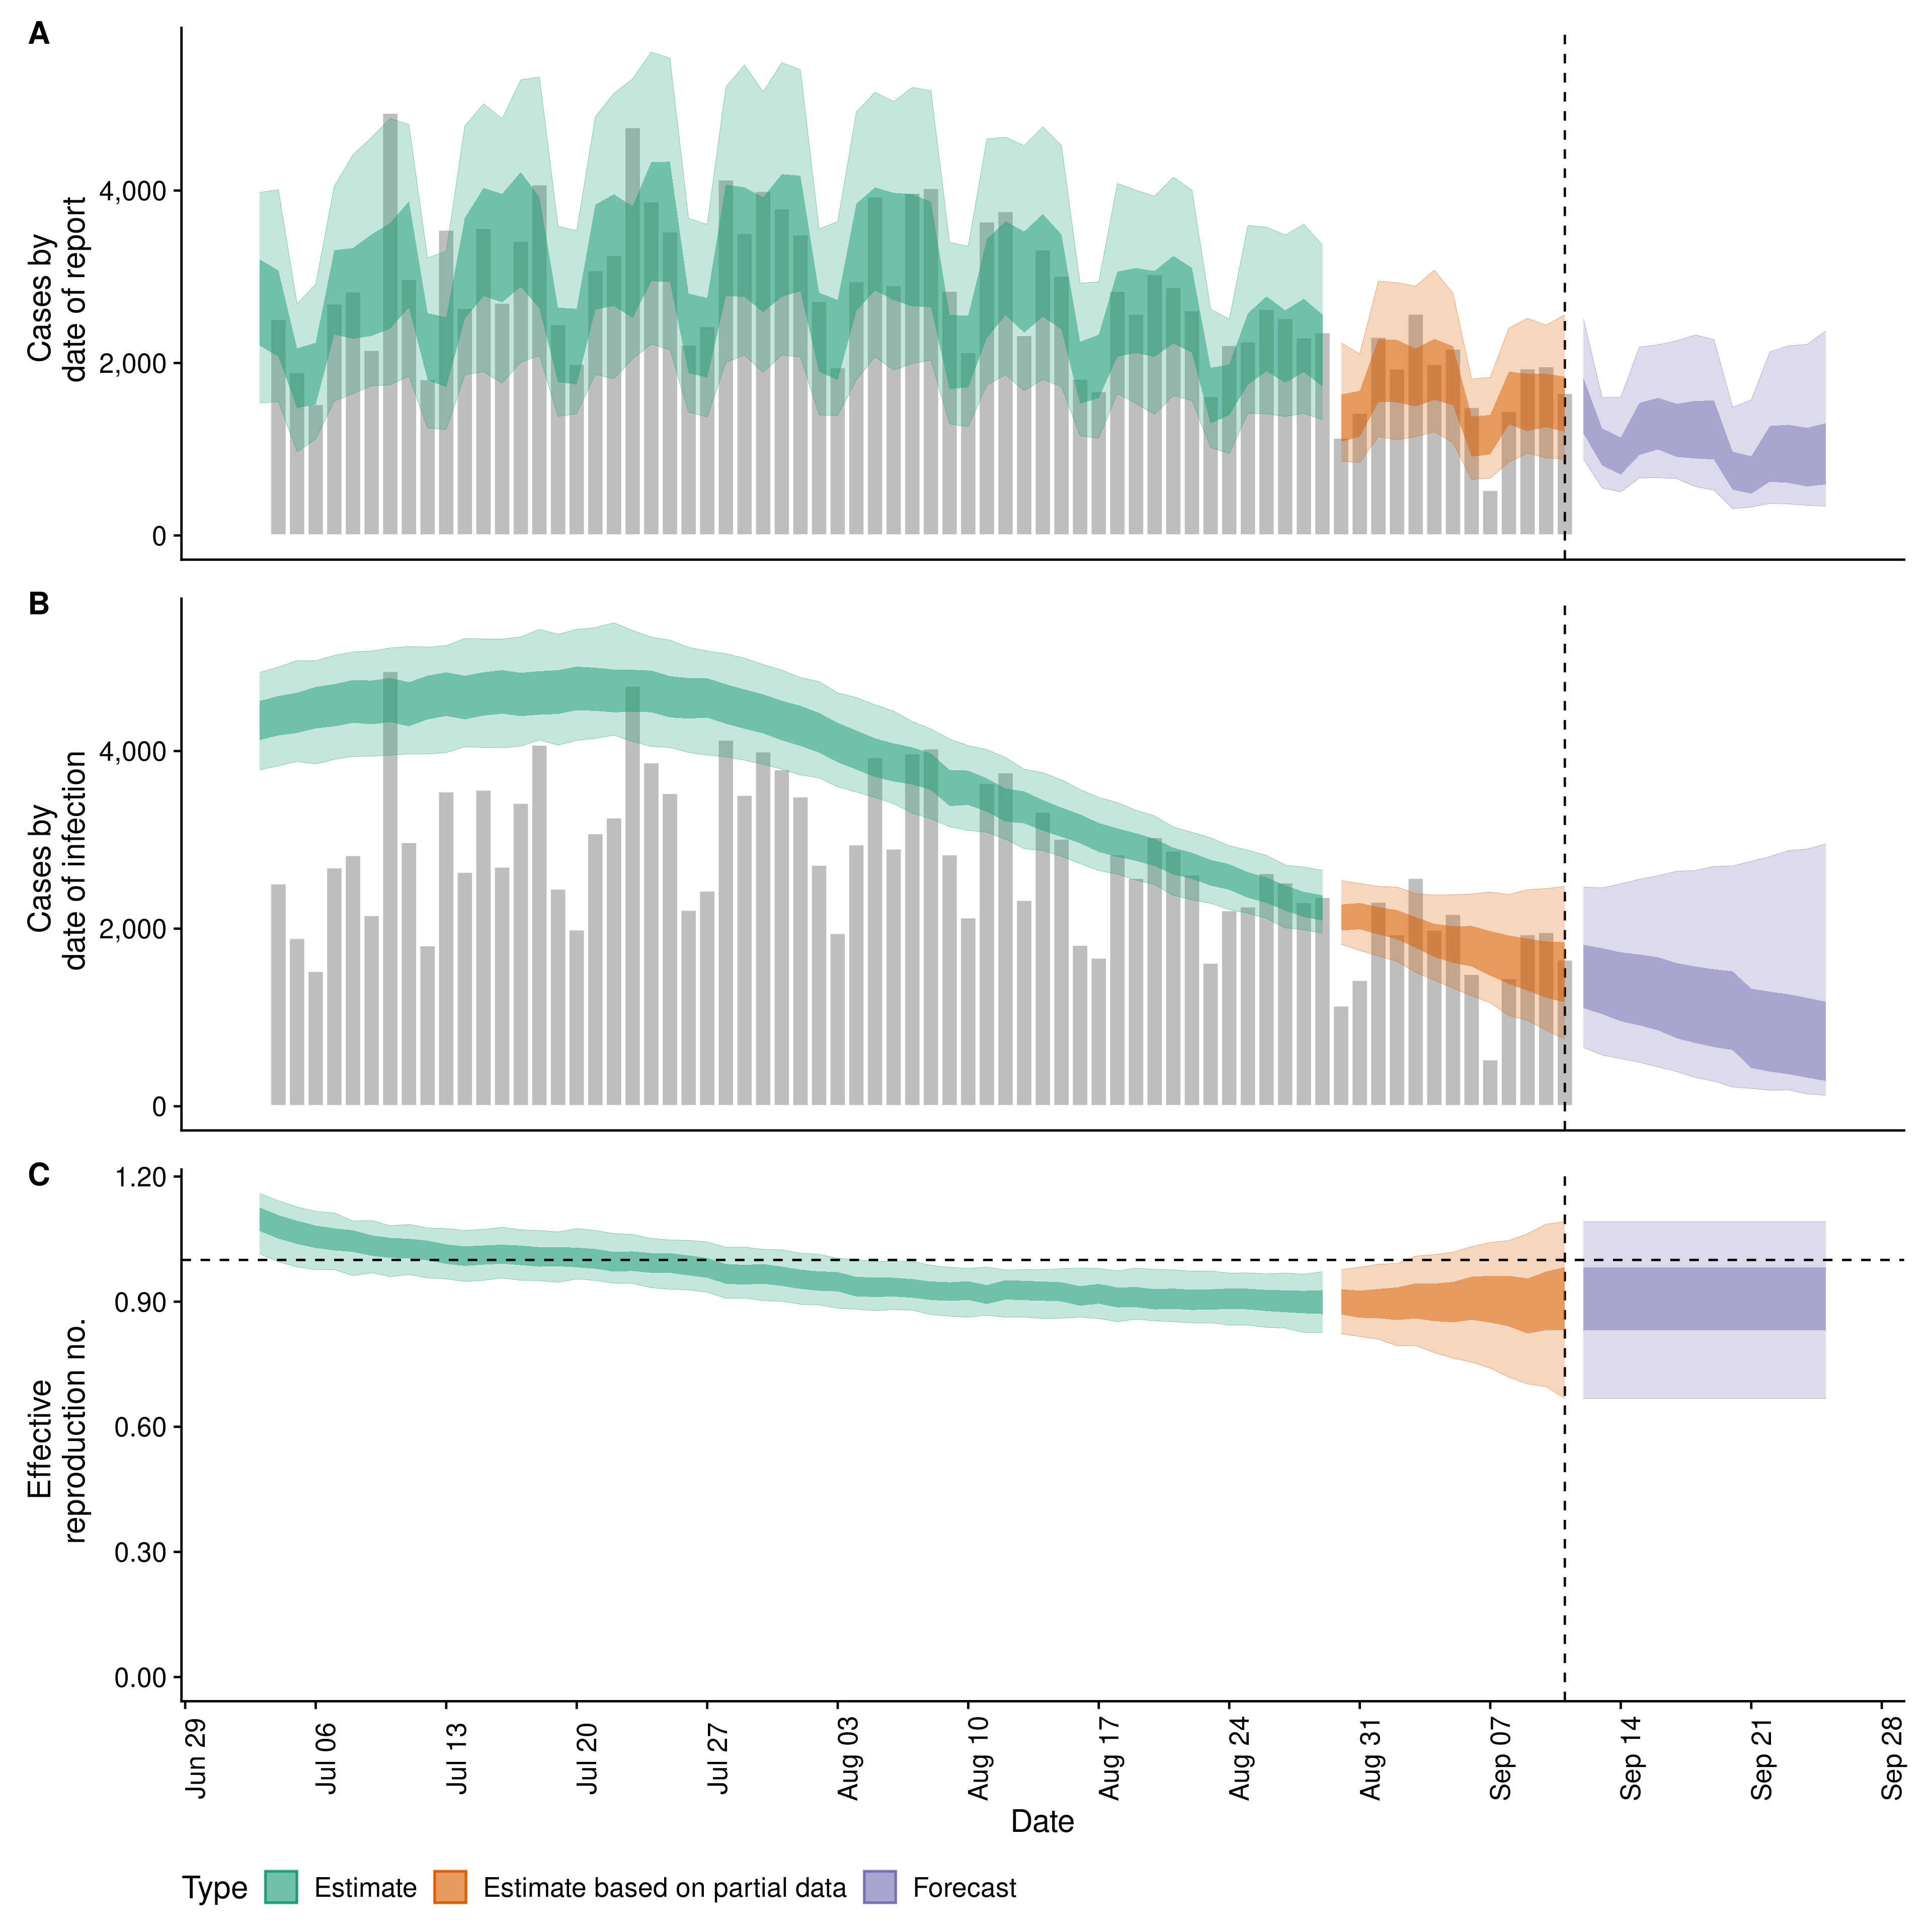 A
Cases by
date of report
4,000
2,000
0
B
Cases by
date of infection
4,000
2,000
0
C
Effective
reproduction no.
1.20
0.90
0.60
0.30
0.00
Jun 29
Jul 06
Jul 13
Jul 20
Jul 27
Aug 03
Aug 10
Aug 17
Aug 24
Aug 31
Sep 07
Sep 14
Sep 21
Sep 28
Date
Type Estimate Estimate based on partial data Forecast